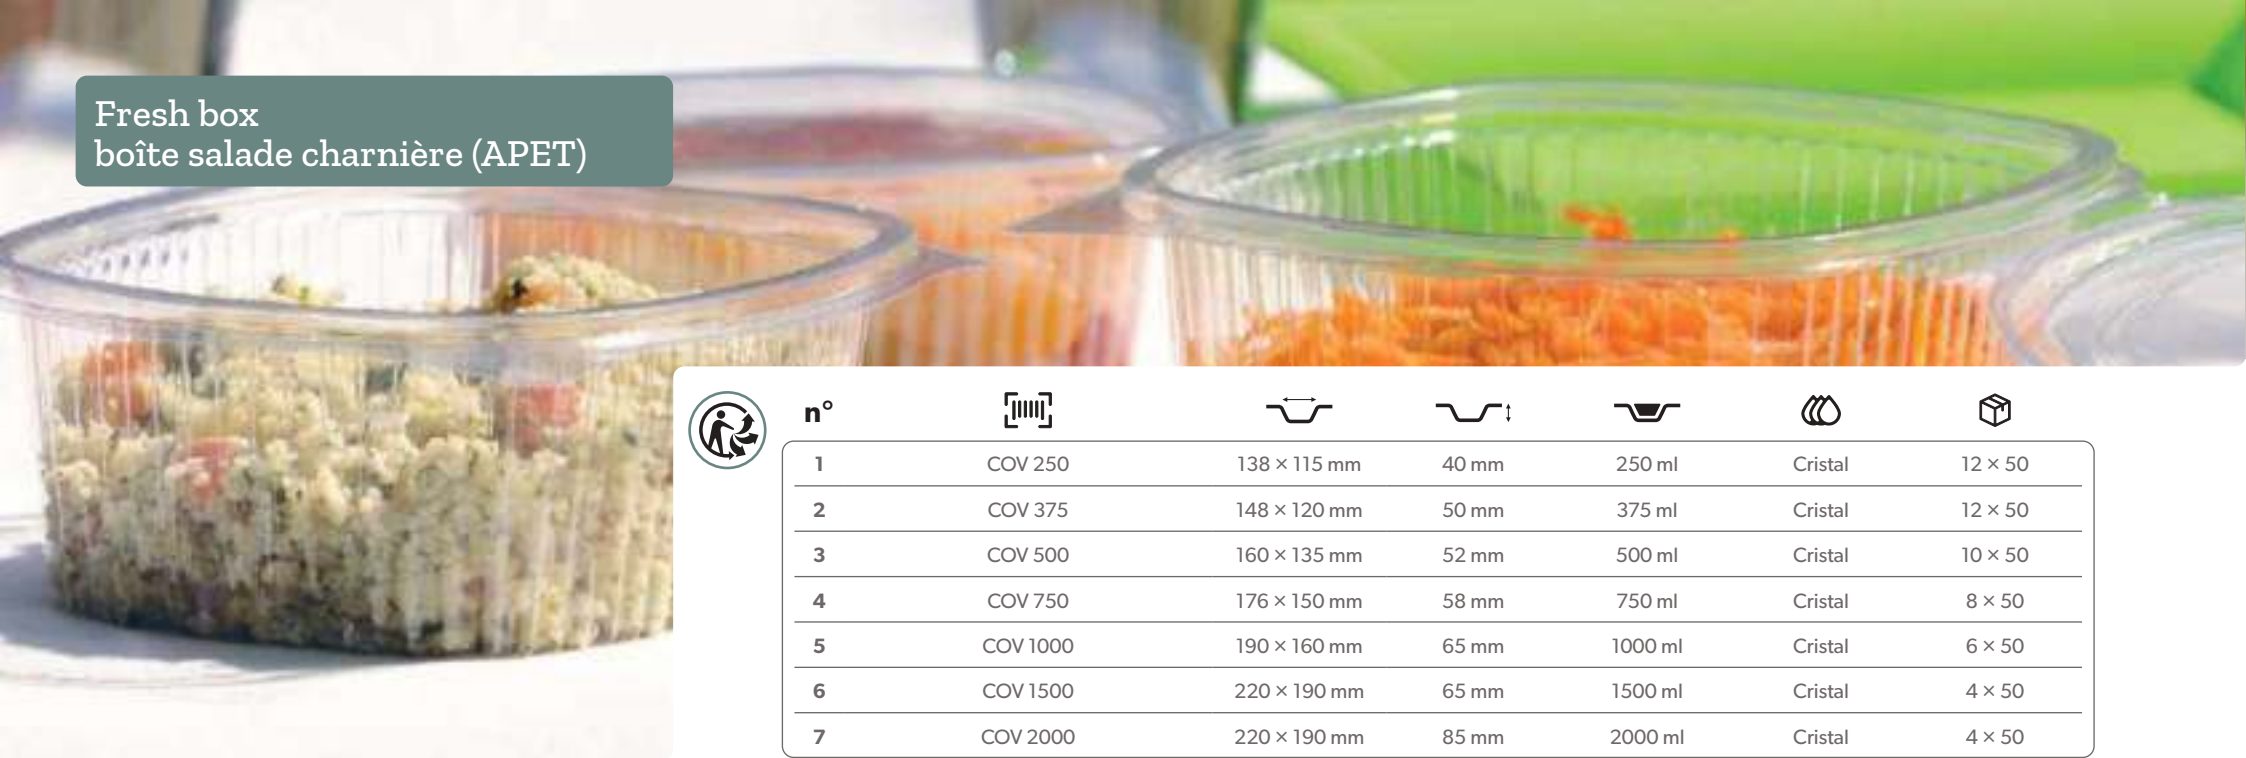 Fresh box
boîte salade charnière (APET)
n°
1 COV 250 138 × 115 mm 40 mm 250 ml Cristal 12 × 50
2 COV 375 148 × 120 mm 50 mm 375 ml Cristal 12 × 50
3 COV 500 160 × 135 mm 52 mm 500 ml Cristal 10 × 50
4 COV 750 176 × 150 mm 58 mm 750 ml Cristal 8 × 50
5 COV 1000 190 × 160 mm 65 mm 1000 ml Cristal 6 × 50
6 COV 1500 220 × 190 mm 65 mm 1500 ml Cristal 4 × 50
7 COV 2000 220 × 190 mm 85 mm 2000 ml Cristal 4 × 50